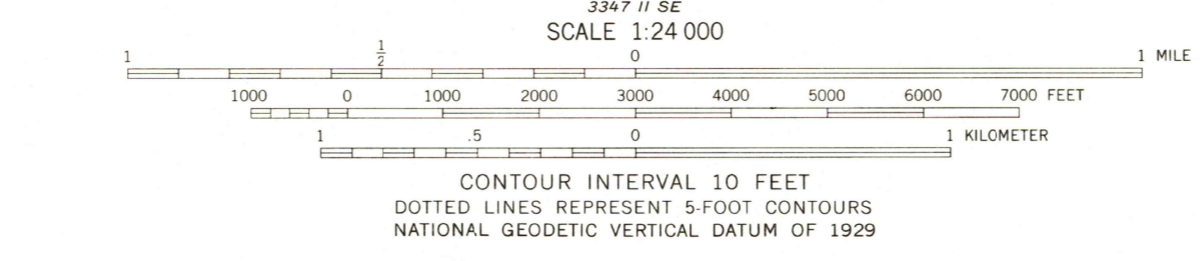 3347 II SE
SCALE 1:24 000
1 1/2 0 1 MILE
1000 0 1000 2000 3000 4000 5000 6000 7000 FEET
1 .5 0 1 KILOMETER
CONTOUR INTERVAL 10 FEET
DOTTED LINES REPRESENT 5-FOOT CONTOURS
NATIONAL GEODETIC VERTICAL DATUM OF 1929